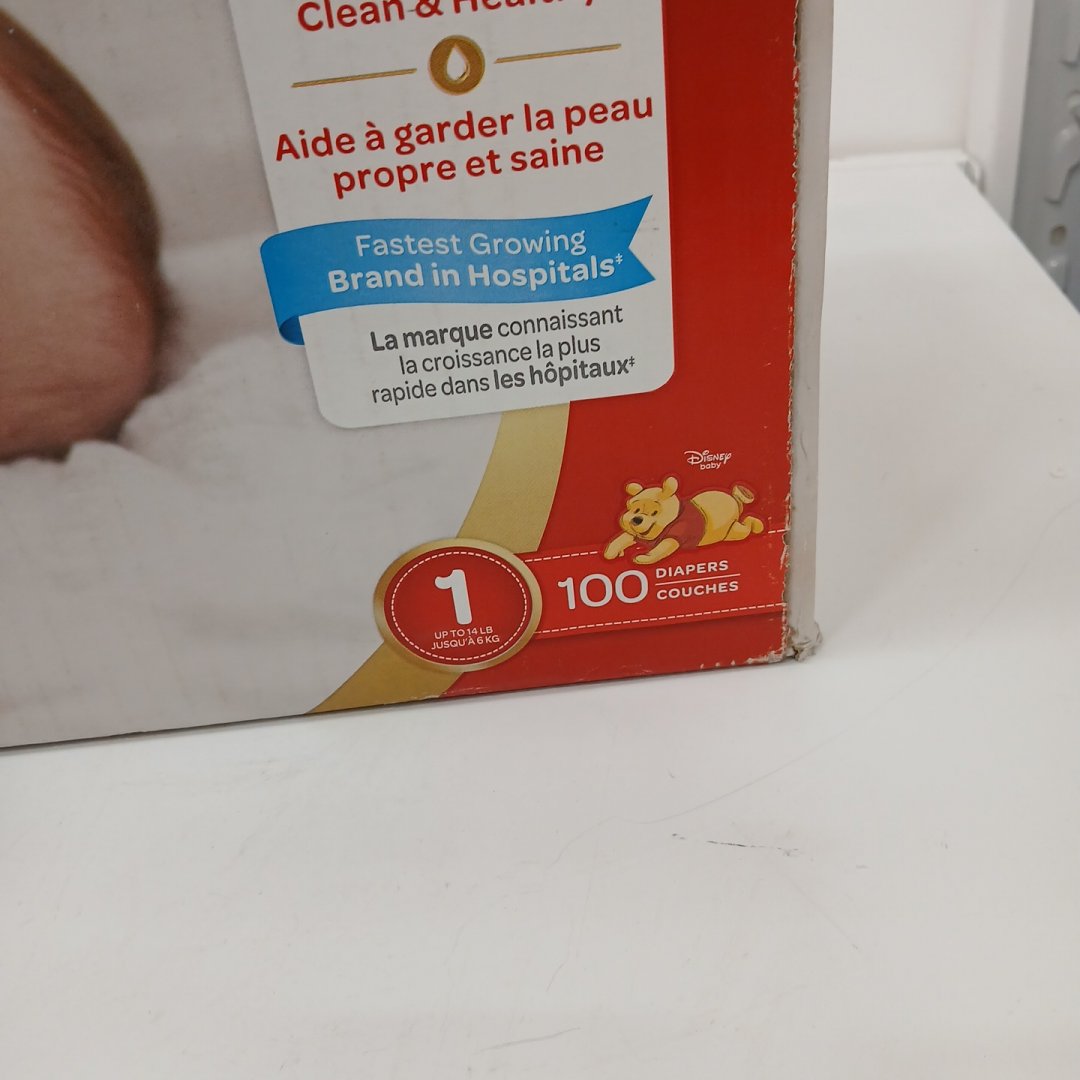 Clean & Healthy
Aide à garder la peau
propre et saine
Fastest Growing
Brand in Hospitals‡
La marque connaissant
la croissance la plus
rapide dans les hôpitaux‡
Disney
baby
1
UP TO 14 LB
JUSQU'À 6 KG
100 DIAPERS
COUCHES